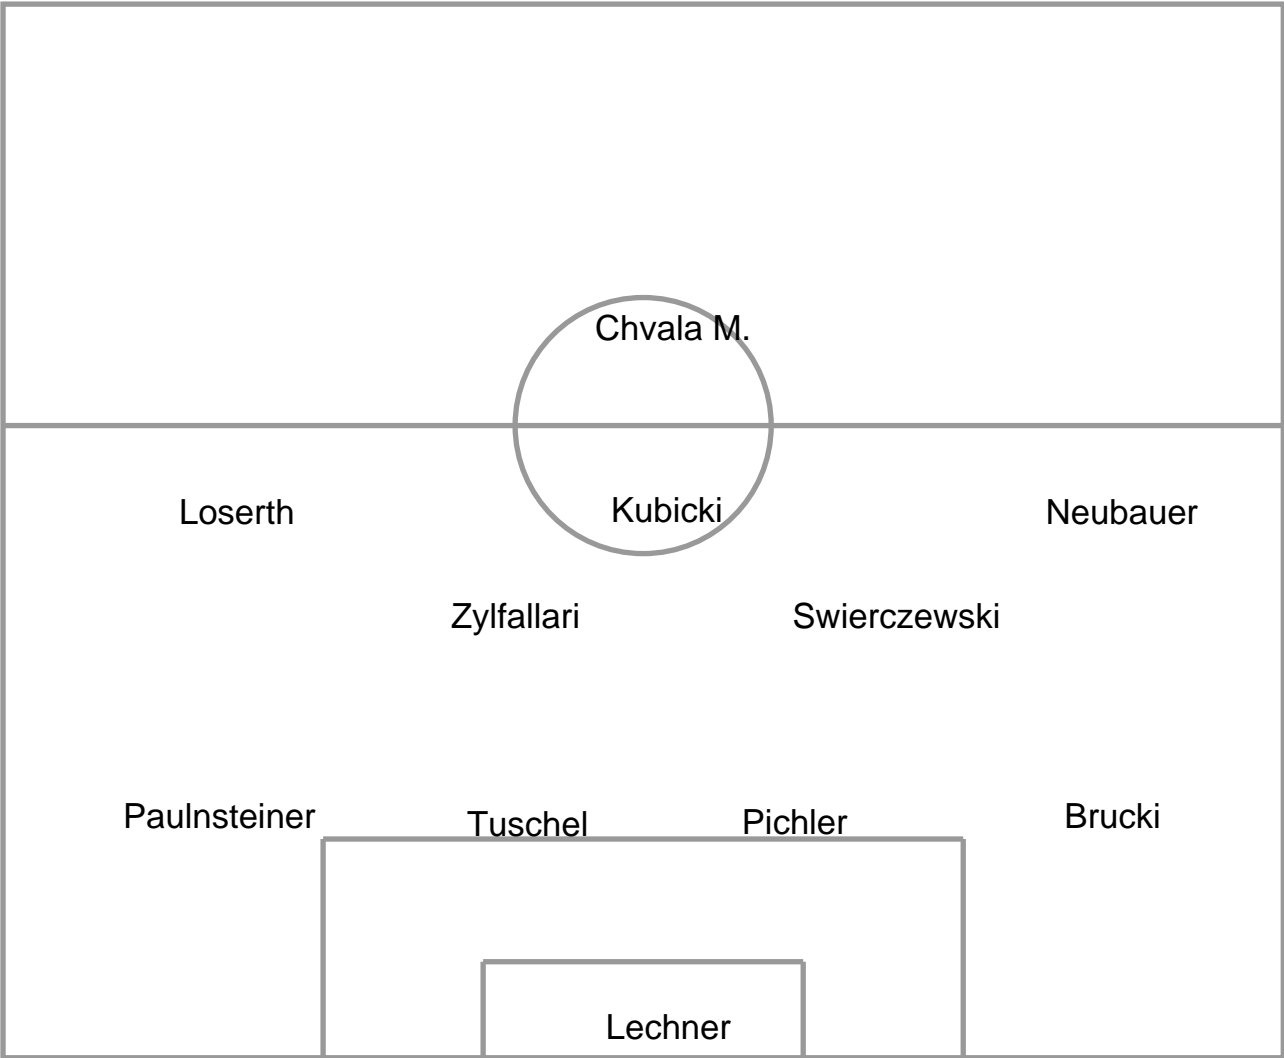 Chvala M.
Loserth Kubicki Neubauer
Zylfallari Swierczewski
Paulnsteiner Tuschel Pichler Brucki
Lechner